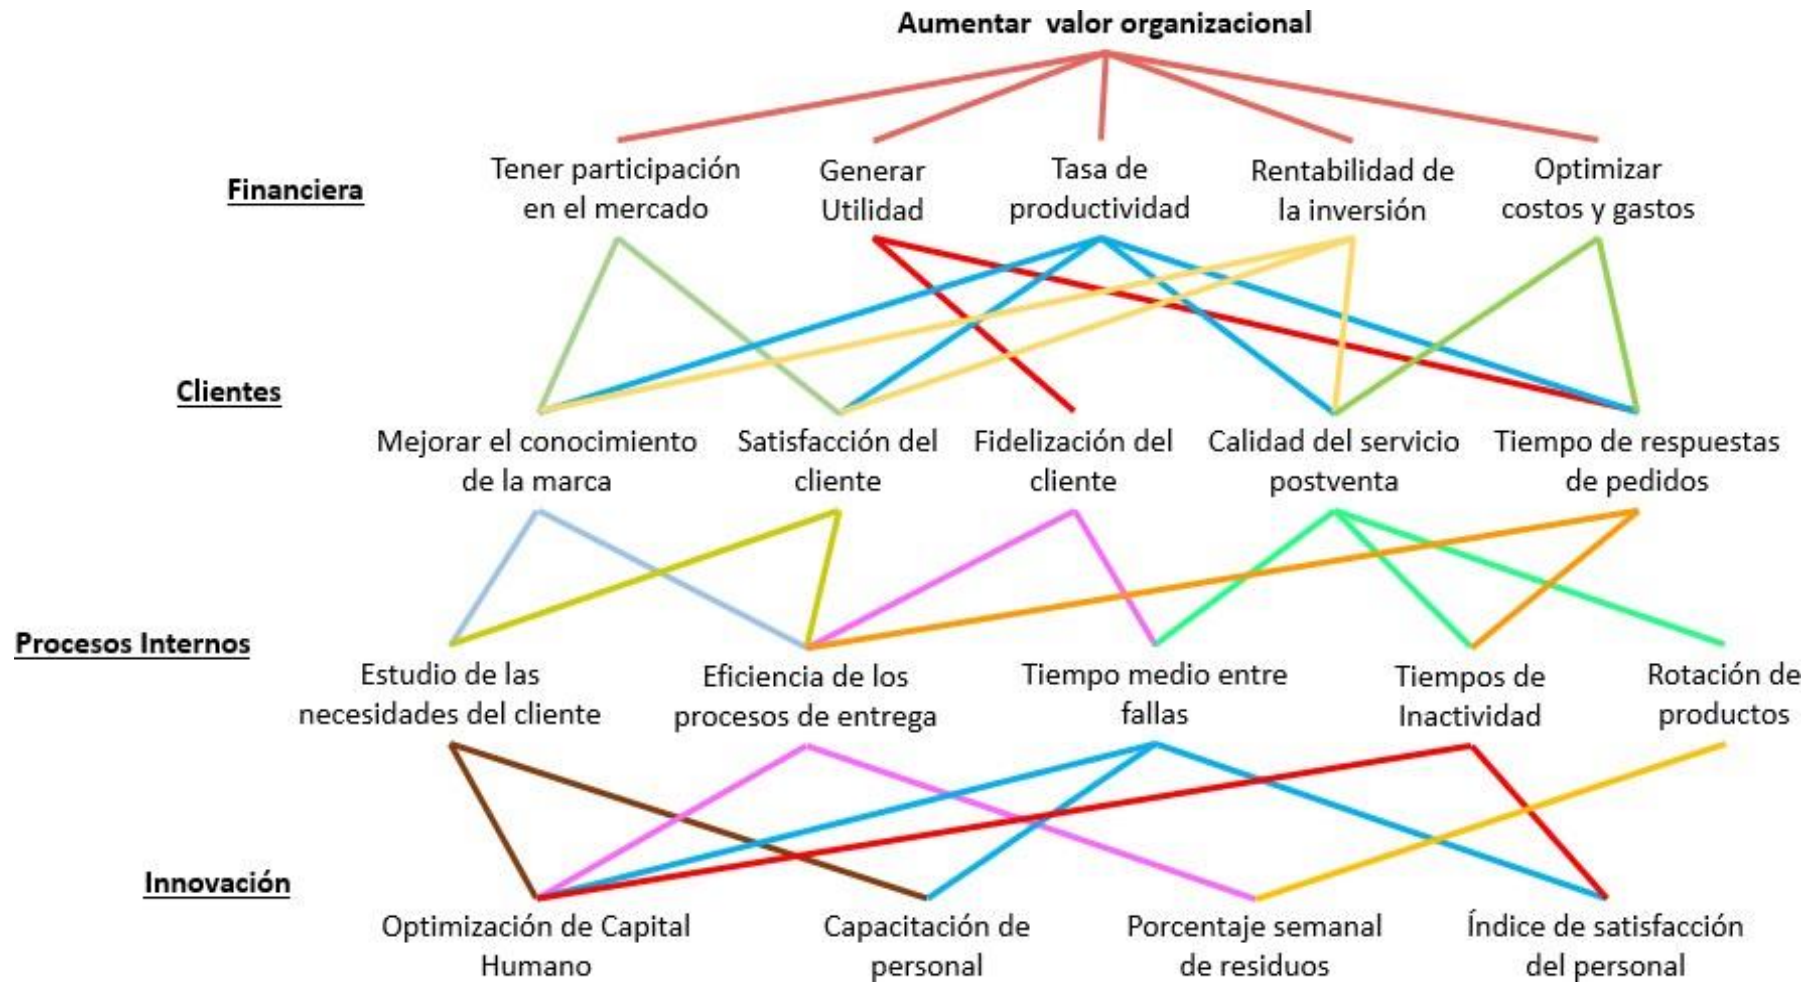 Aumentar valor organizacional
Financiera
Tener participación
en el mercado
Generar
Utilidad
Tasa de
productividad
Rentabilidad de
la inversión
Optimizar
costos y gastos
Clientes
Mejorar el conocimiento
de la marca
Satisfacción del
cliente
Fidelización del
cliente
Calidad del servicio
postventa
Tiempo de respuestas
de pedidos
Procesos Internos
Estudio de las
necesidades del cliente
Eficiencia de los
procesos de entrega
Tiempo medio entre
fallas
Tiempos de
Inactividad
Rotación de
productos
Innovación
Optimización de Capital
Humano
Capacitación de
personal
Porcentaje semanal
de residuos
Índice de satisfacción
del personal